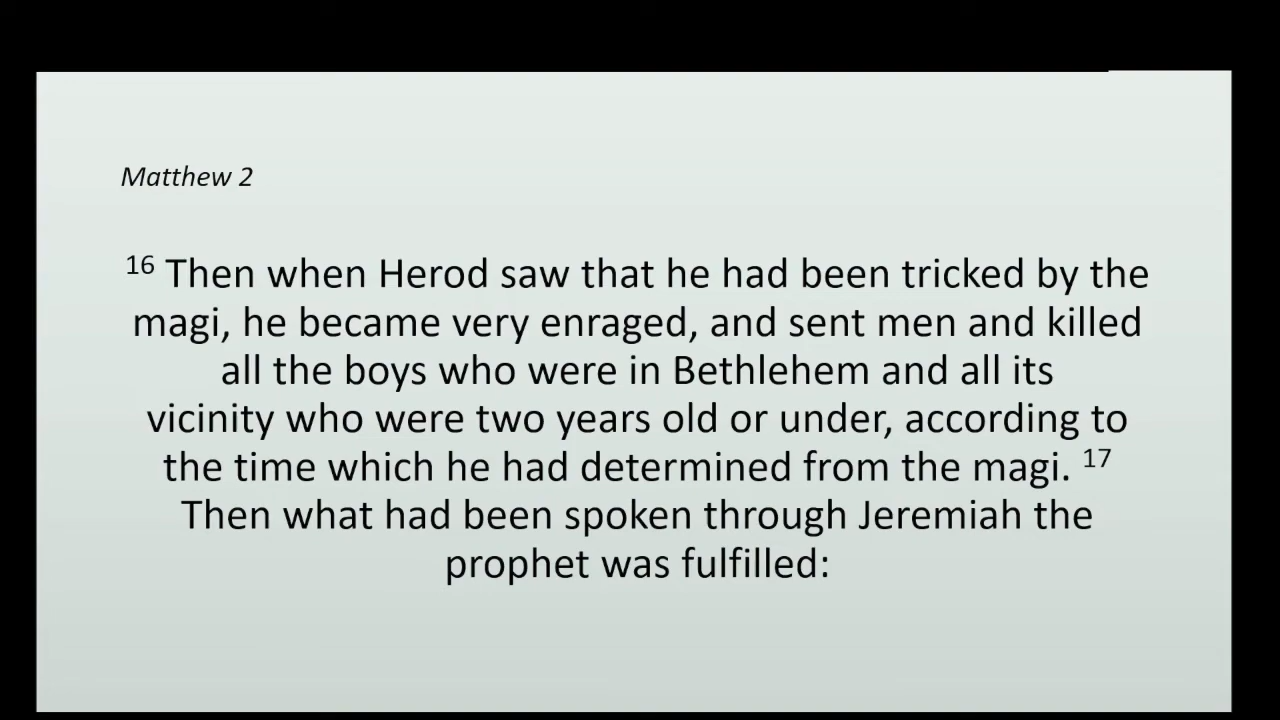 Matthew 2
16 Then when Herod saw that he had been tricked by the
magi, he became very enraged, and sent men and killed
all the boys who were in Bethlehem and all its
vicinity who were two years old or under, according to
the time which he had determined from the magi. 17
Then what had been spoken through Jeremiah the
prophet was fulfilled: